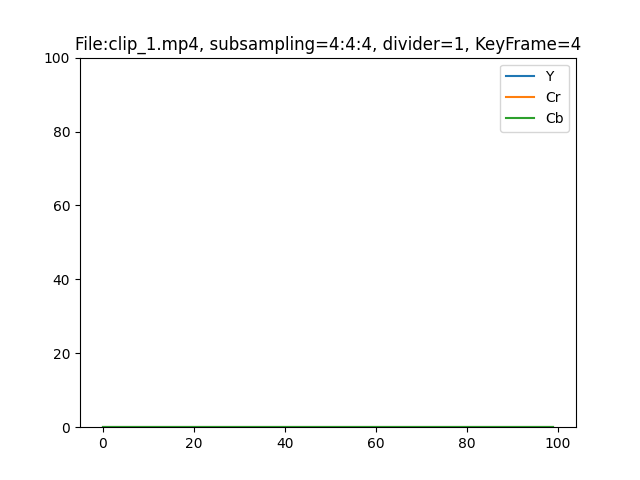 File:clip_1.mp4, subsampling=4:4:4, divider=1, KeyFrame=4
100
80
60
40
20
0
Y
Cr
Cb
0 20 40 60 80 100